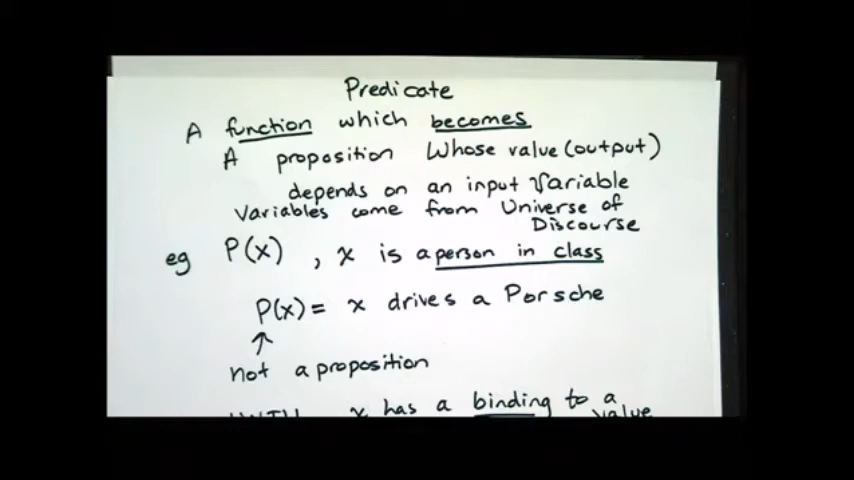 Predicate
A function which becomes
A proposition Whose value (output)
depends on an input Variable
Variables come from Universe of
Discourse
eg P(x) , x is a person in class
P(x) = x drives a Porsche
↑
not a proposition
UNTIL x has a binding to a
value